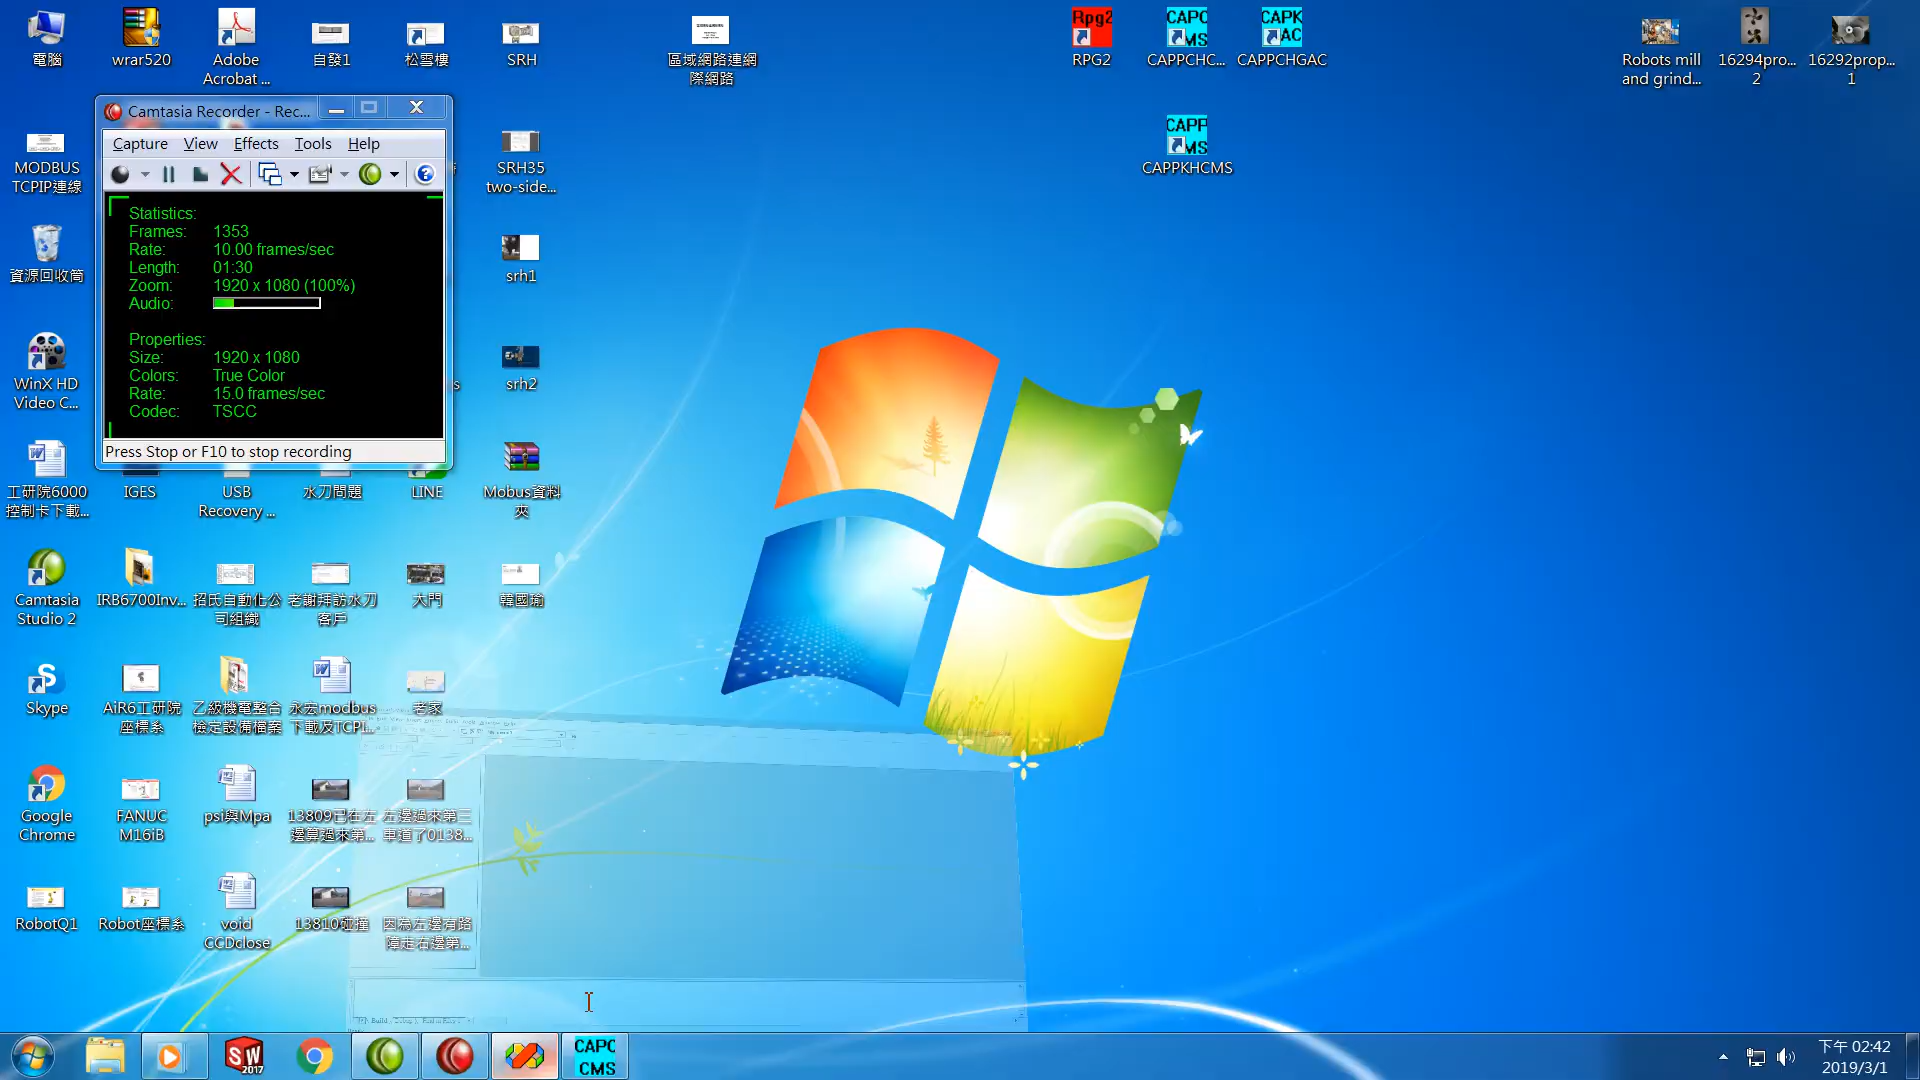 電腦
wrar520
Adobe
Acrobat ...
自發1
松雪樓
SRH
區域網路連網
際網路
Rpg2
RPG2
CAPC
MS
CAPPCHC...
CAPK
AC
CAPPCHGAC
Robots mill
and grind...
16294pro...
2
16292prop...
1
Camtasia Recorder - Rec...
Capture View Effects Tools Help
Statistics:
Frames: 1353
Rate: 10.00 frames/sec
Length: 01:30
Zoom: 1920 x 1080 (100%)
Audio:
Properties:
Size: 1920 x 1080
Colors: True Color
Rate: 15.0 frames/sec
Codec: TSCC
Press Stop or F10 to stop recording
MODBUS
TCPIP連線
SRH35
two-side...
CAPP
MS
CAPPKHCMS
資源回收筒
srh1
WinX HD
Video C...
srh2
工研院6000
控制卡下載...
IGES
USB
Recovery ...
水刀問題
LINE
Mobus資料
夾
Camtasia
Studio 2
IRB6700Inv...
招氏自動化公
司組織
老謝拜訪水刀
客戶
大門
韓國瑜
Skype
AiR6工研院
座標系
乙級機電整合
檢定設備檔案
永宏modbus
下載及TCPI...
老家
Google
Chrome
FANUC
M16iB
psi與Mpa
13809已在左
邊算過來第...
左邊過來第三
車道了0138...
RobotQ1
Robot座標系
void
CCDclose
13810碰撞
因為左邊有路
障走右邊第...
SW
2017
CAPC
CMS
下午 02:42
2019/3/1